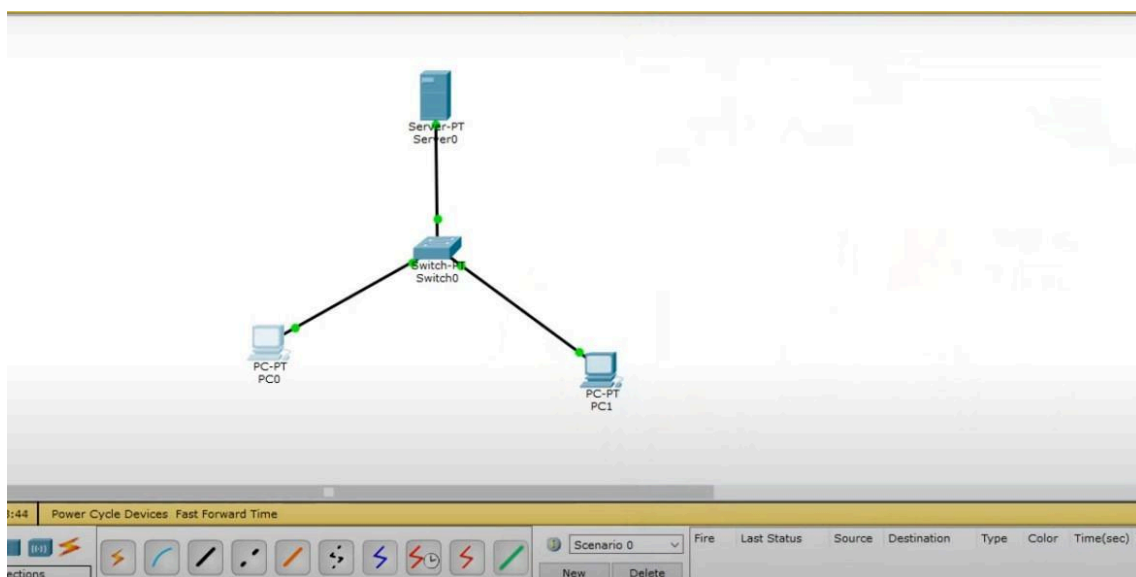 Server-PT
Server0
Switch-PT
Switch0
PC-PT
PC0
PC-PT
PC1
:44 Power Cycle Devices Fast Forward Time
Scenario 0
Fire Last Status Source Destination Type Color Time(sec)
New Delete